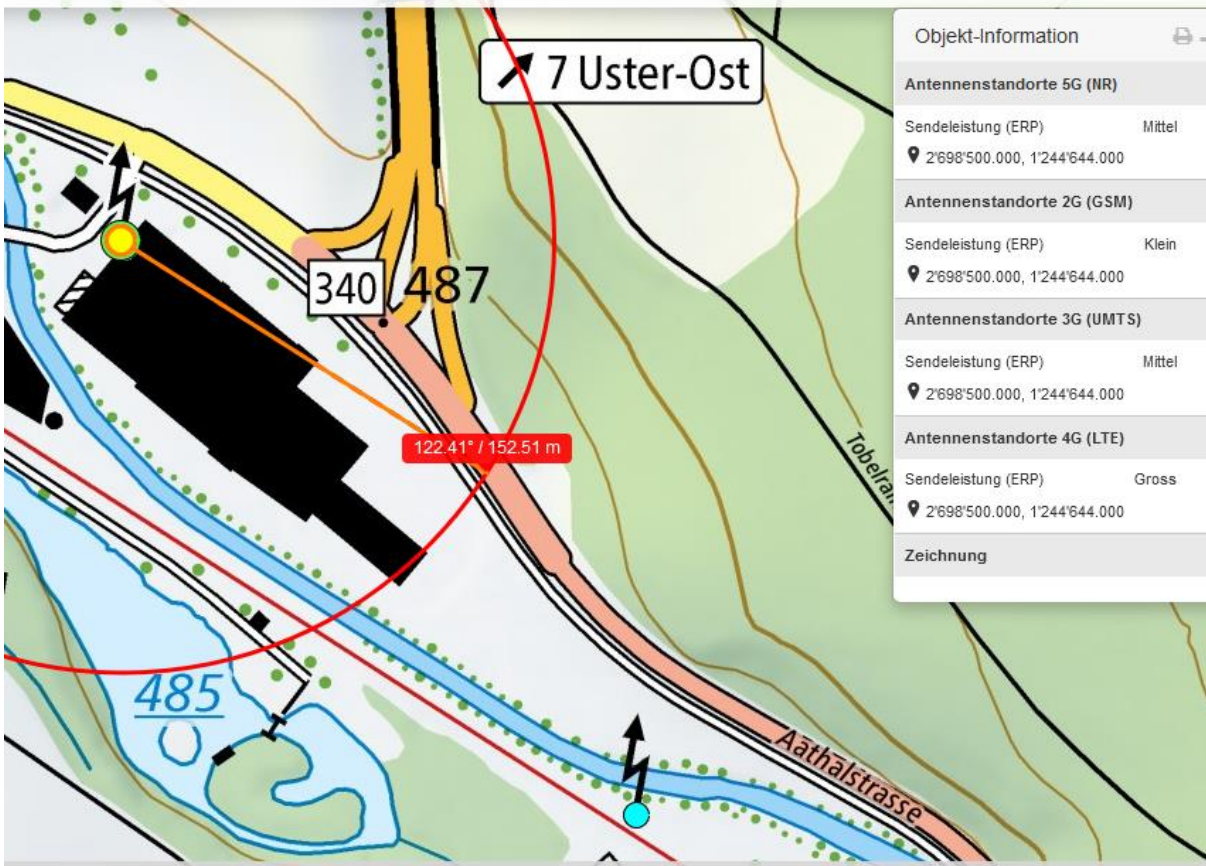 7 Uster-Ost
340
487
122.41° / 152.51 m
485
Aathalstrasse
Objekt-Information
Antennenstandorte 5G (NR)
Sendeleistung (ERP) Mittel
2'698'500.000, 1'244'644.000
Antennenstandorte 2G (GSM)
Sendeleistung (ERP) Klein
2'698'500.000, 1'244'644.000
Antennenstandorte 3G (UMTS)
Sendeleistung (ERP) Mittel
2'698'500.000, 1'244'644.000
Antennenstandorte 4G (LTE)
Sendeleistung (ERP) Gross
2'698'500.000, 1'244'644.000
Zeichnung